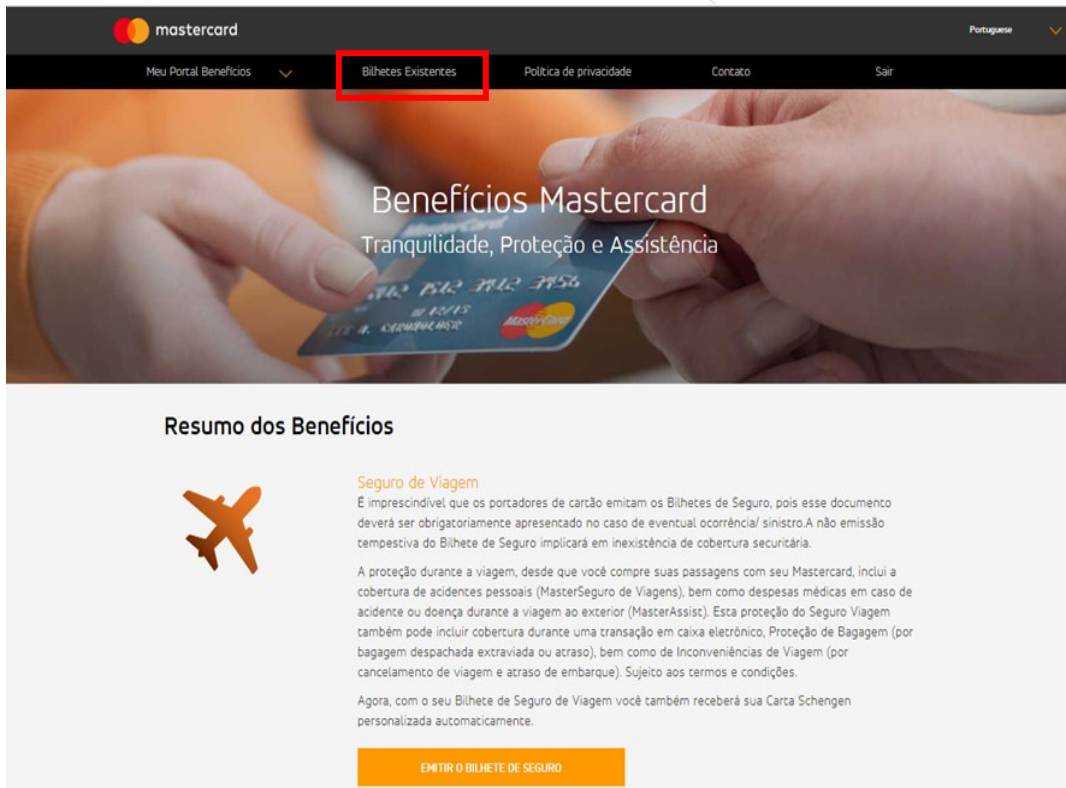 mastercard.
Portuguese
Meu Portal Benefícios
Bilhetes Existentes
Política de privacidade
Contato
Sair
Benefícios Mastercard
Tranquilidade, Proteção e Assistência
MasterCard
Resumo dos Benefícios
Seguro de Viagem
É imprescindível que os portadores de cartão emitam os Bilhetes de Seguro, pois esse documento
deverá ser obrigatoriamente apresentado no caso de eventual ocorrência/ sinistro.A não emissão
tempestiva do Bilhete de Seguro implicará em inexistência de cobertura securitária.
A proteção durante a viagem, desde que você compre suas passagens com seu Mastercard, inclui a
cobertura de acidentes pessoais (MasterSeguro de Viagens), bem como despesas médicas em caso de
acidente ou doença durante a viagem ao exterior (MasterAssist). Esta proteção do Seguro Viagem
também pode incluir cobertura durante uma transação em caixa eletrônico, Proteção de Bagagem (por
bagagem despachada extraviada ou atraso), bem como de Inconveniências de Viagem (por
cancelamento de viagem e atraso de embarque). Sujeito aos termos e condições.
Agora, com o seu Bilhete de Seguro de Viagem você também receberá sua Carta Schengen
personalizada automaticamente.
EMITIR O BILHETE DE SEGURO